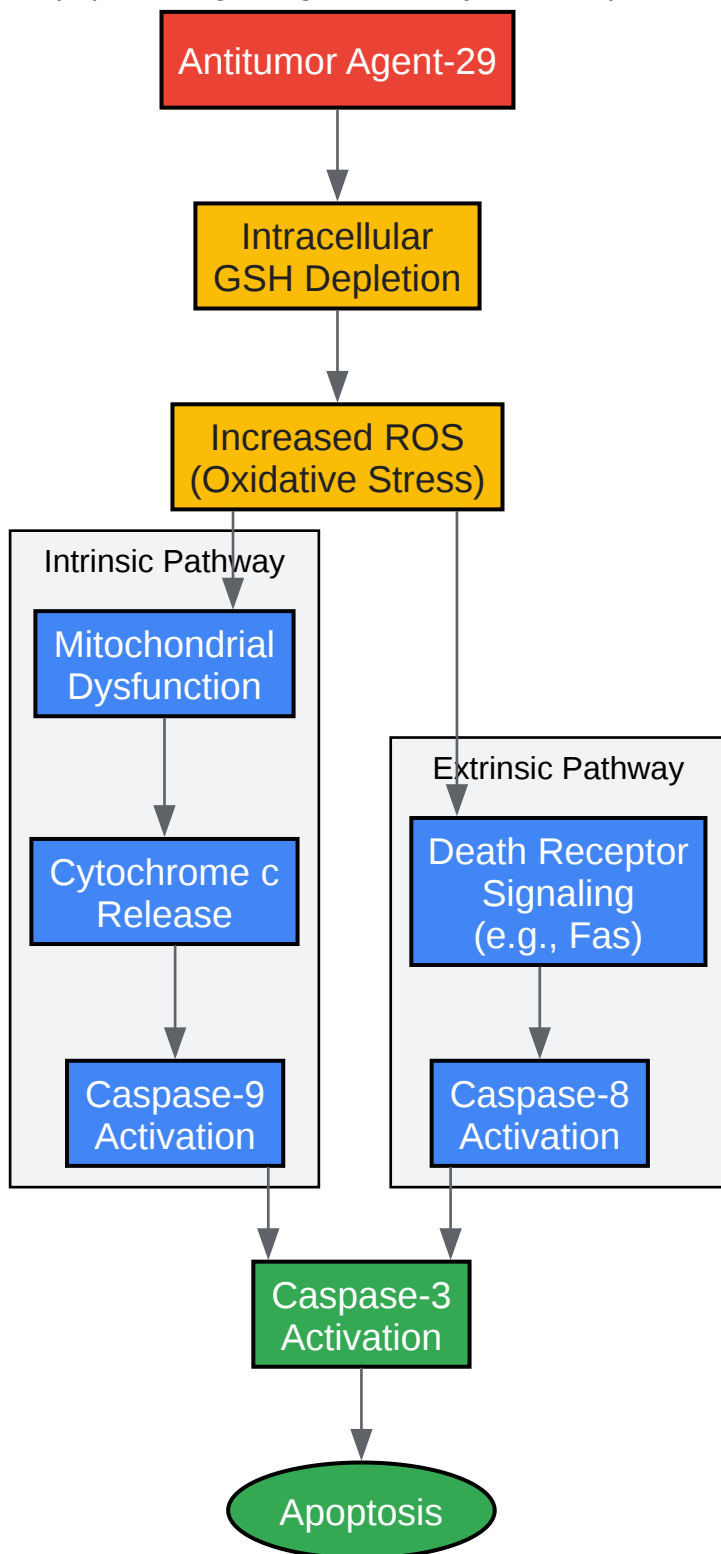 Antitumor Agent-29
Intracellular
GSH Depletion
Increased ROS
(Oxidative Stress)
Intrinsic Pathway
Mitochondrial
Dysfunction
Cytochrome c
Release
Caspase-9
Activation
Extrinsic Pathway
Death Receptor
Signaling
(e.g., Fas)
Caspase-8
Activation
Caspase-3
Activation
Apoptosis